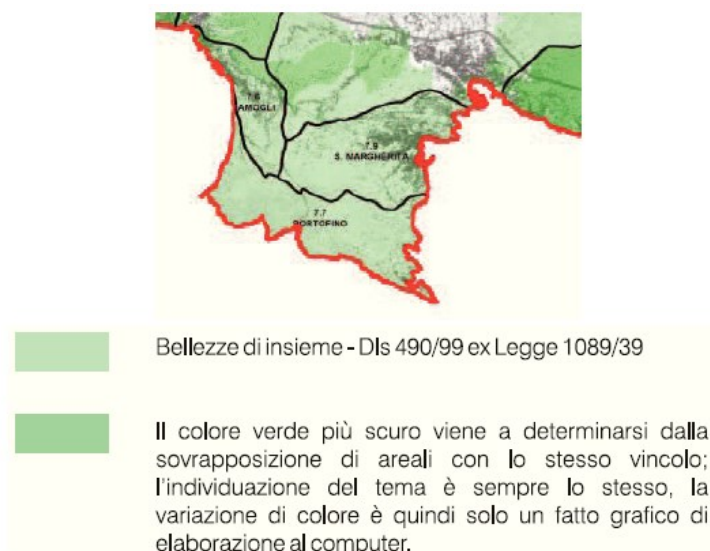 7.6
AMOGLI
7.9
S. MARGHERITA
7.7
PORTOFINO
Bellezze di insieme - Dls 490/99 ex Legge 1089/39
Il colore verde più scuro viene a determinarsi dalla
sovrapposizione di areali con lo stesso vincolo;
l'individuazione del tema è sempre lo stesso, la
variazione di colore è quindi solo un fatto grafico di
elaborazione al computer.